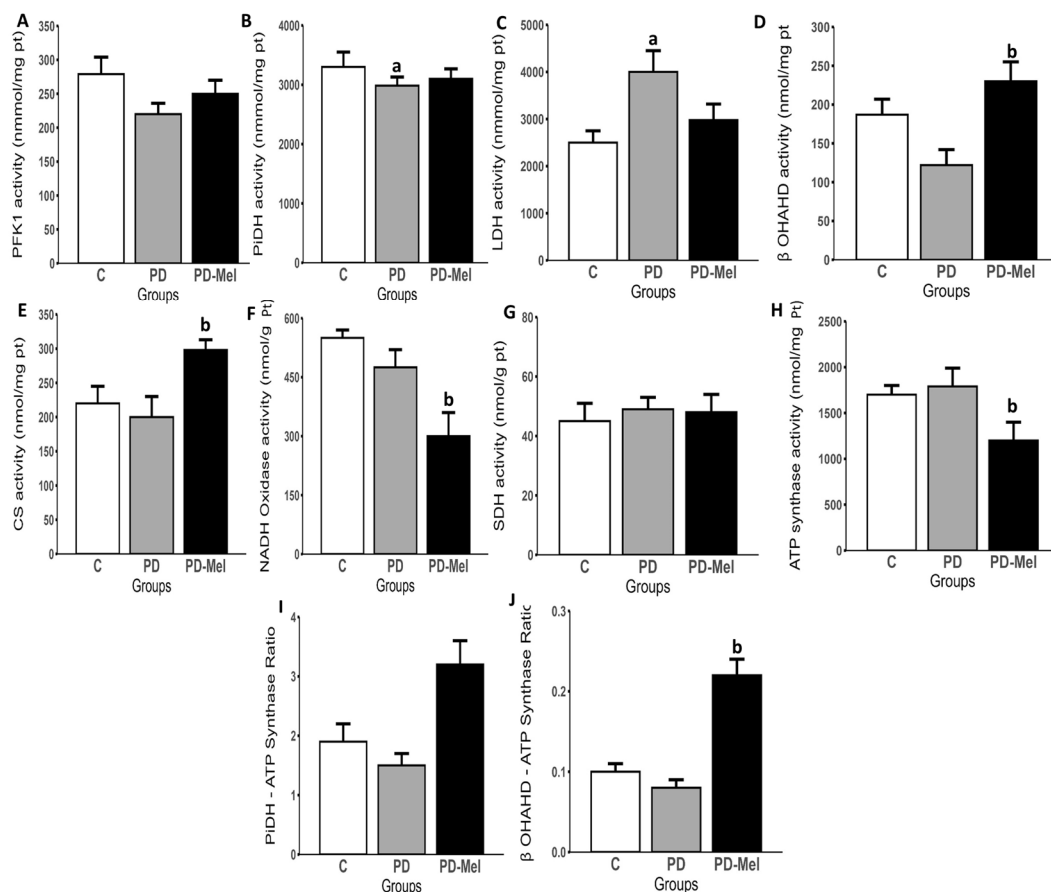 A
PFK1 activity (nmmol/mg pt)
350
300
250
200
150
100
50
0
C PD PD-Mel
Groups
B
PiDH activity (nmmol/mg pt)
4000
3000
2000
1000
0
a
C PD PD-Mel
Groups
C
LDH activity (nmmol/mg pt)
5000
4000
3000
2000
1000
0
a
C PD PD-Mel
Groups
D
β OHAHD activity (nmol/mg pt
300
250
200
150
100
50
0
b
C PD PD-Mel
Groups
E
CS activity (nmol/mg pt)
350
300
250
200
150
100
50
0
b
C PD PD-Mel
Groups
F
NADH Oxidase activity (nmol/g Pt]
600
450
300
150
0
b
C PD PD-Mel
Groups
G
SDH activity (nmol/g pt)
80
60
40
20
0
C PD PD-Mel
Groups
H
ATP synthase activity (nmol/mg Pt)
2500
2000
1500
1000
500
0
b
C PD PD-Mel
Groups
I
PiDH - ATP Synthase Ratio
4
3
2
1
0
C PD PD-Mel
Groups
J
β OHAHD - ATP Synthase Ratio
0.3
0.2
0.1
0.0
b
C PD PD-Mel
Groups